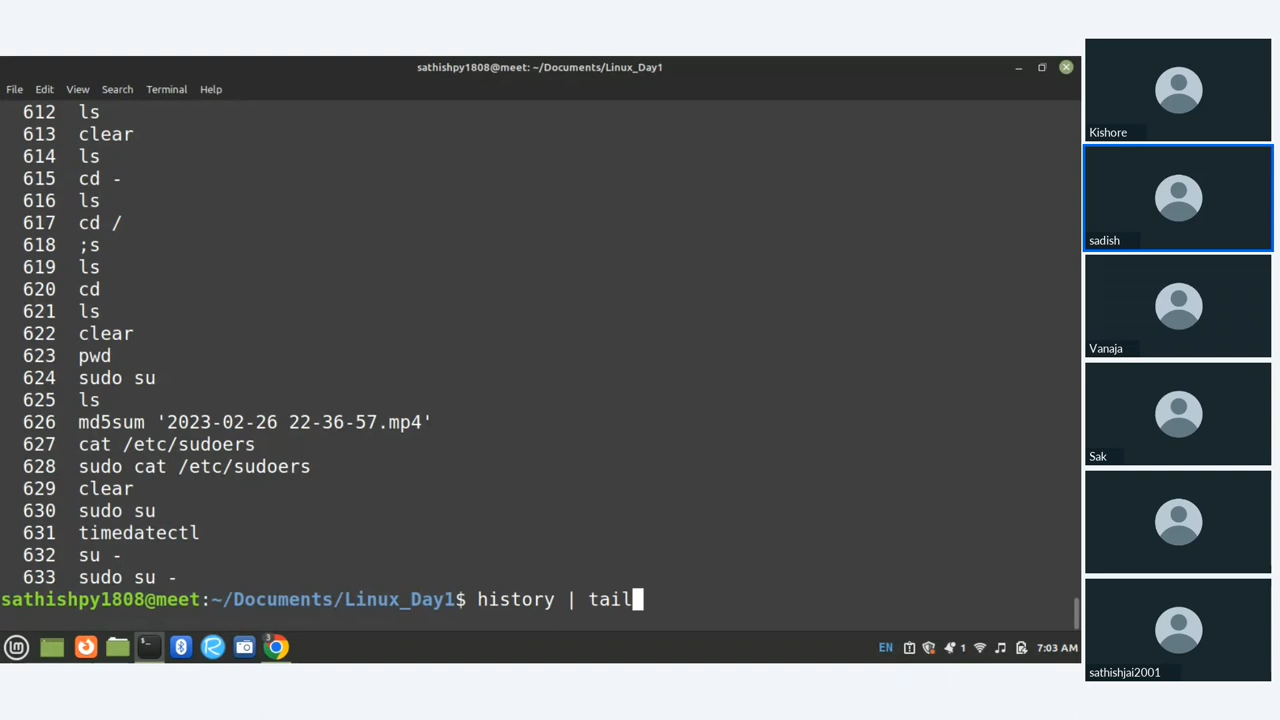 sathishpy1808@meet: ~/Documents/Linux_Day1
File Edit View Search Terminal Help
612 ls
613 clear
614 ls
615 cd -
616 ls
617 cd /
618 ;s
619 ls
620 cd
621 ls
622 clear
623 pwd
624 sudo su
625 ls
626 md5sum '2023-02-26 22-36-57.mp4'
627 cat /etc/sudoers
628 sudo cat /etc/sudoers
629 clear
630 sudo su
631 timedatectl
632 su -
633 sudo su -
sathishpy1808@meet:~/Documents/Linux_Day1$ history | tail
3
EN 1 7:03 AM
Kishore
sadish
Vanaja
Sak
sathishjai2001